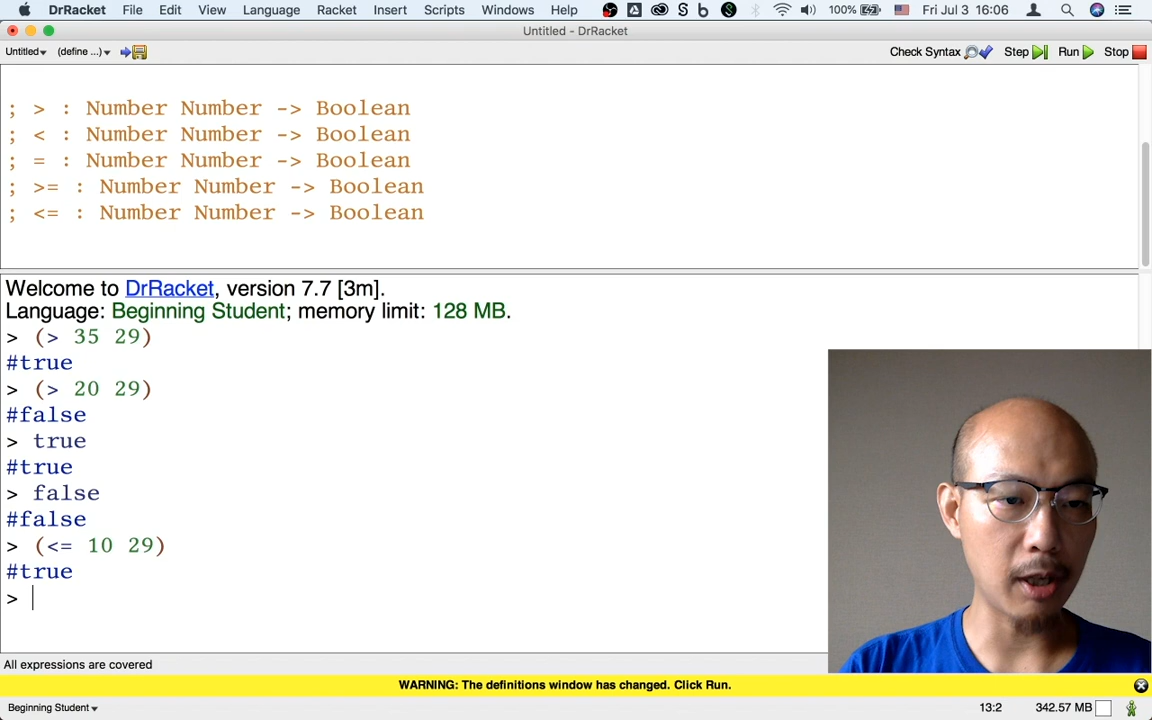 DrRacket File Edit View Language Racket Insert Scripts Windows Help 100% Fri Jul 3 16:06
Untitled - DrRacket
Untitled (define ...) Check Syntax Step Run Stop
; > : Number Number -> Boolean
; < : Number Number -> Boolean
; = : Number Number -> Boolean
; >= : Number Number -> Boolean
; <= : Number Number -> Boolean
Welcome to DrRacket, version 7.7 [3m].
Language: Beginning Student; memory limit: 128 MB.
> (> 35 29)
#true
> (> 20 29)
#false
> true
#true
> false
#false
> (<= 10 29)
#true
>
All expressions are covered
WARNING: The definitions window has changed. Click Run.
Beginning Student 13:2 342.57 MB